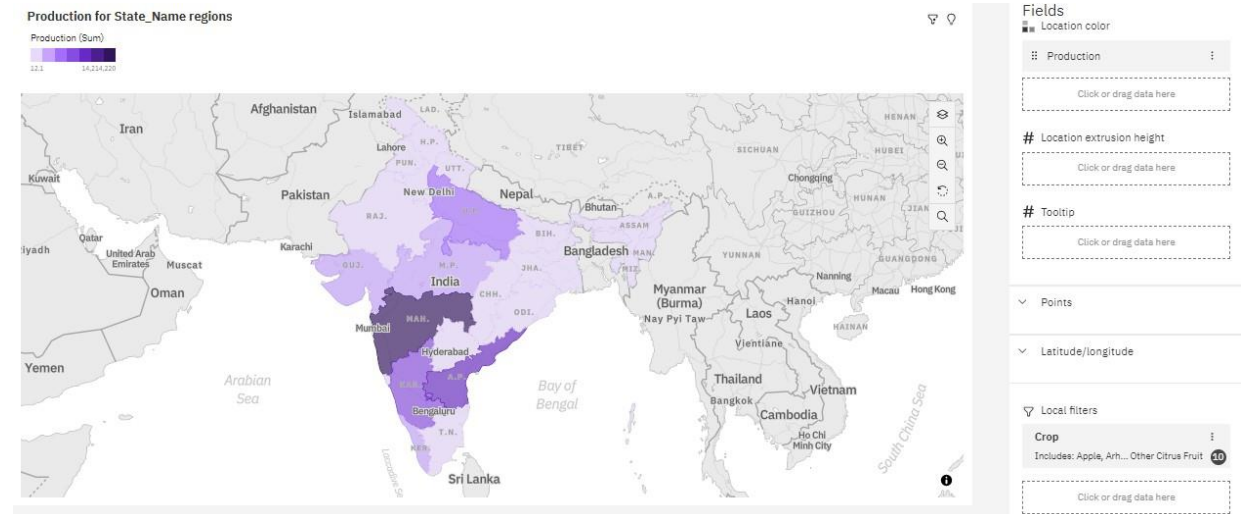 Production for State_Name regions
Production (Sum)
12.1 14,214,220
Afghanistan
Islamabad
LAD.
HENAN
Iran
Lahore
H.P.
TIBET
SICHUAN
HUBEI
PUN.
UTT.
Chongqing
Kuwait
Pakistan
New Delhi
Nepal
Bhutan
A.P.
HUNAN
JIAN
GUIZHOU
RAJ.
ASSAM
Qatar
Karachi
BIH.
Bangladesh
MAN.
riyadh
United Arab
Emirates
Muscat
GUJ.
M.P.
JHA.
MIZ.
YUNNAN
GUANGDONG
India
Nanning
Oman
CHH.
Myanmar
(Burma)
Macau
Hong Kong
Hanoi
ODI.
Nay Pyi Taw
Laos
Mumbai
MAH.
HAINAN
Hyderabad
Vientiane
Yemen
Arabian
Sea
KAR.
A.P.
Bay of
Bengal
Thailand
Vietnam
Bangkok
Bengaluru
Cambodia
T.N.
KER.
Ho Chi
Minh City
South China Sea
Laccadive Se
Sri Lanka
Fields
Location color
Production
Click or drag data here
# Location extrusion height
Click or drag data here
# Tooltip
Click or drag data here
Points
Latitude/longitude
Local filters
Crop
Includes: Apple, Arh... Other Citrus Fruit 10
Click or drag data here